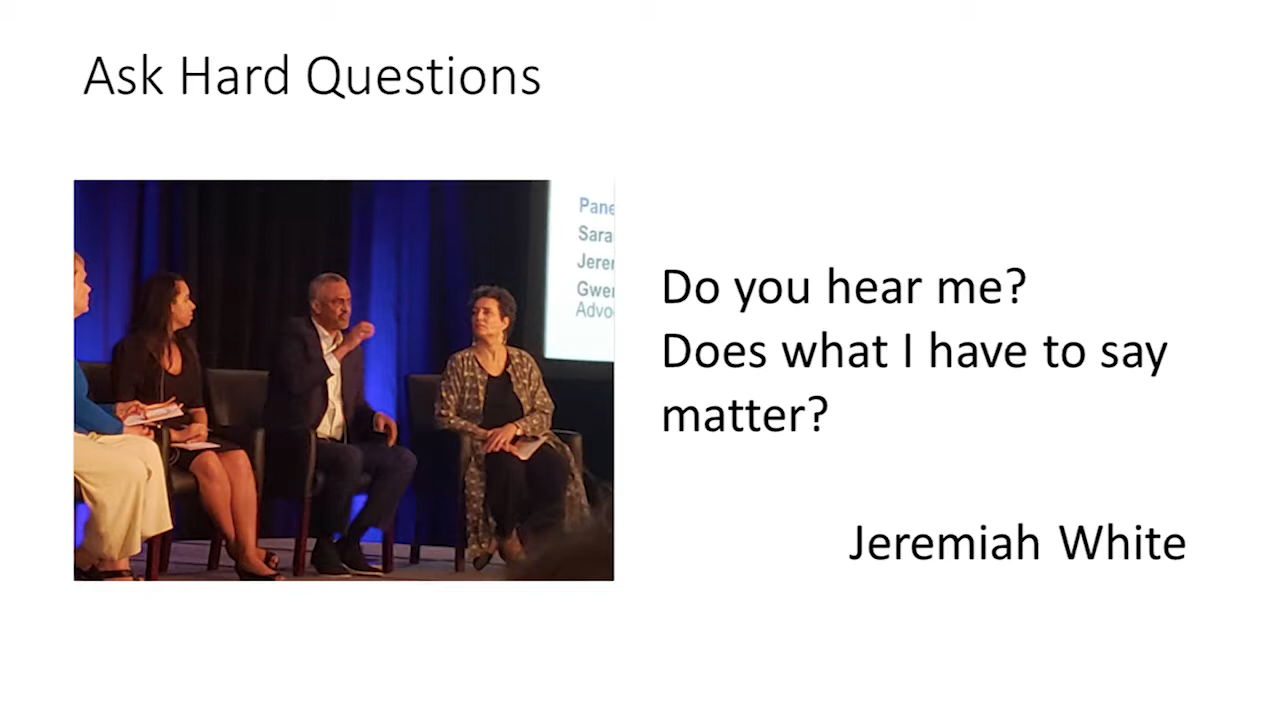 Ask Hard Questions
Pane
Sara
Jerer
Gwer
Advo
Do you hear me?
Does what I have to say
matter?
Jeremiah White